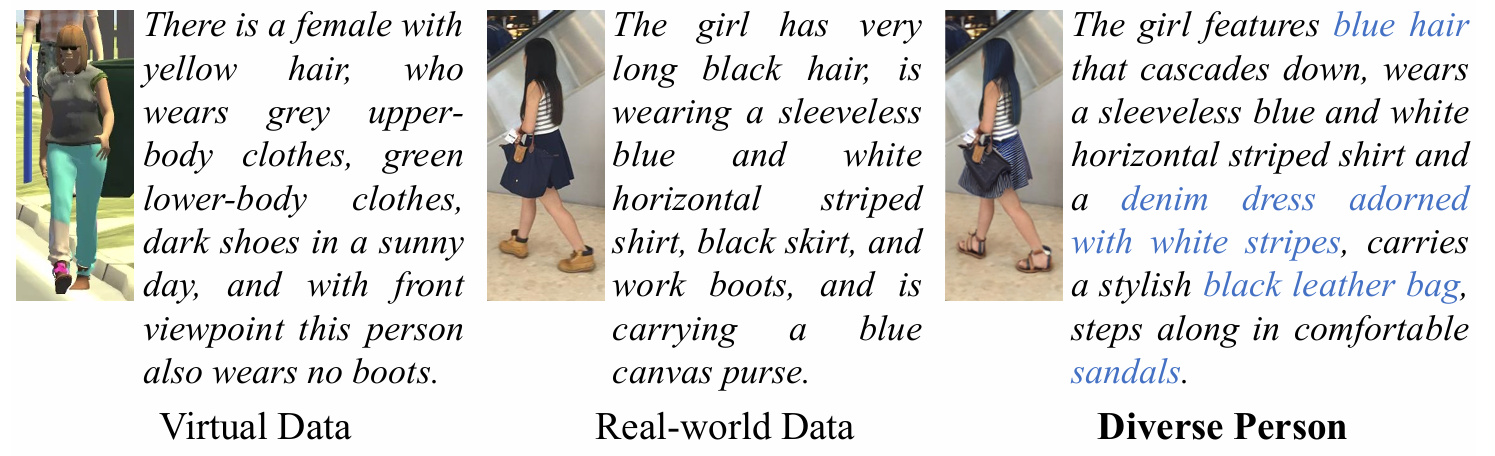 There is a female with
yellow hair, who
wears grey upper-
body clothes, green
lower-body clothes,
dark shoes in a sunny
day, and with front
viewpoint this person
also wears no boots.
Virtual Data
The girl has very
long black hair, is
wearing a sleeveless
blue and white
horizontal striped
shirt, black skirt, and
work boots, and is
carrying a blue
canvas purse.
Real-world Data
The girl features blue hair
that cascades down, wears
a sleeveless blue and white
horizontal striped shirt and
a denim dress adorned
with white stripes, carries
a stylish black leather bag,
steps along in comfortable
sandals.
Diverse Person